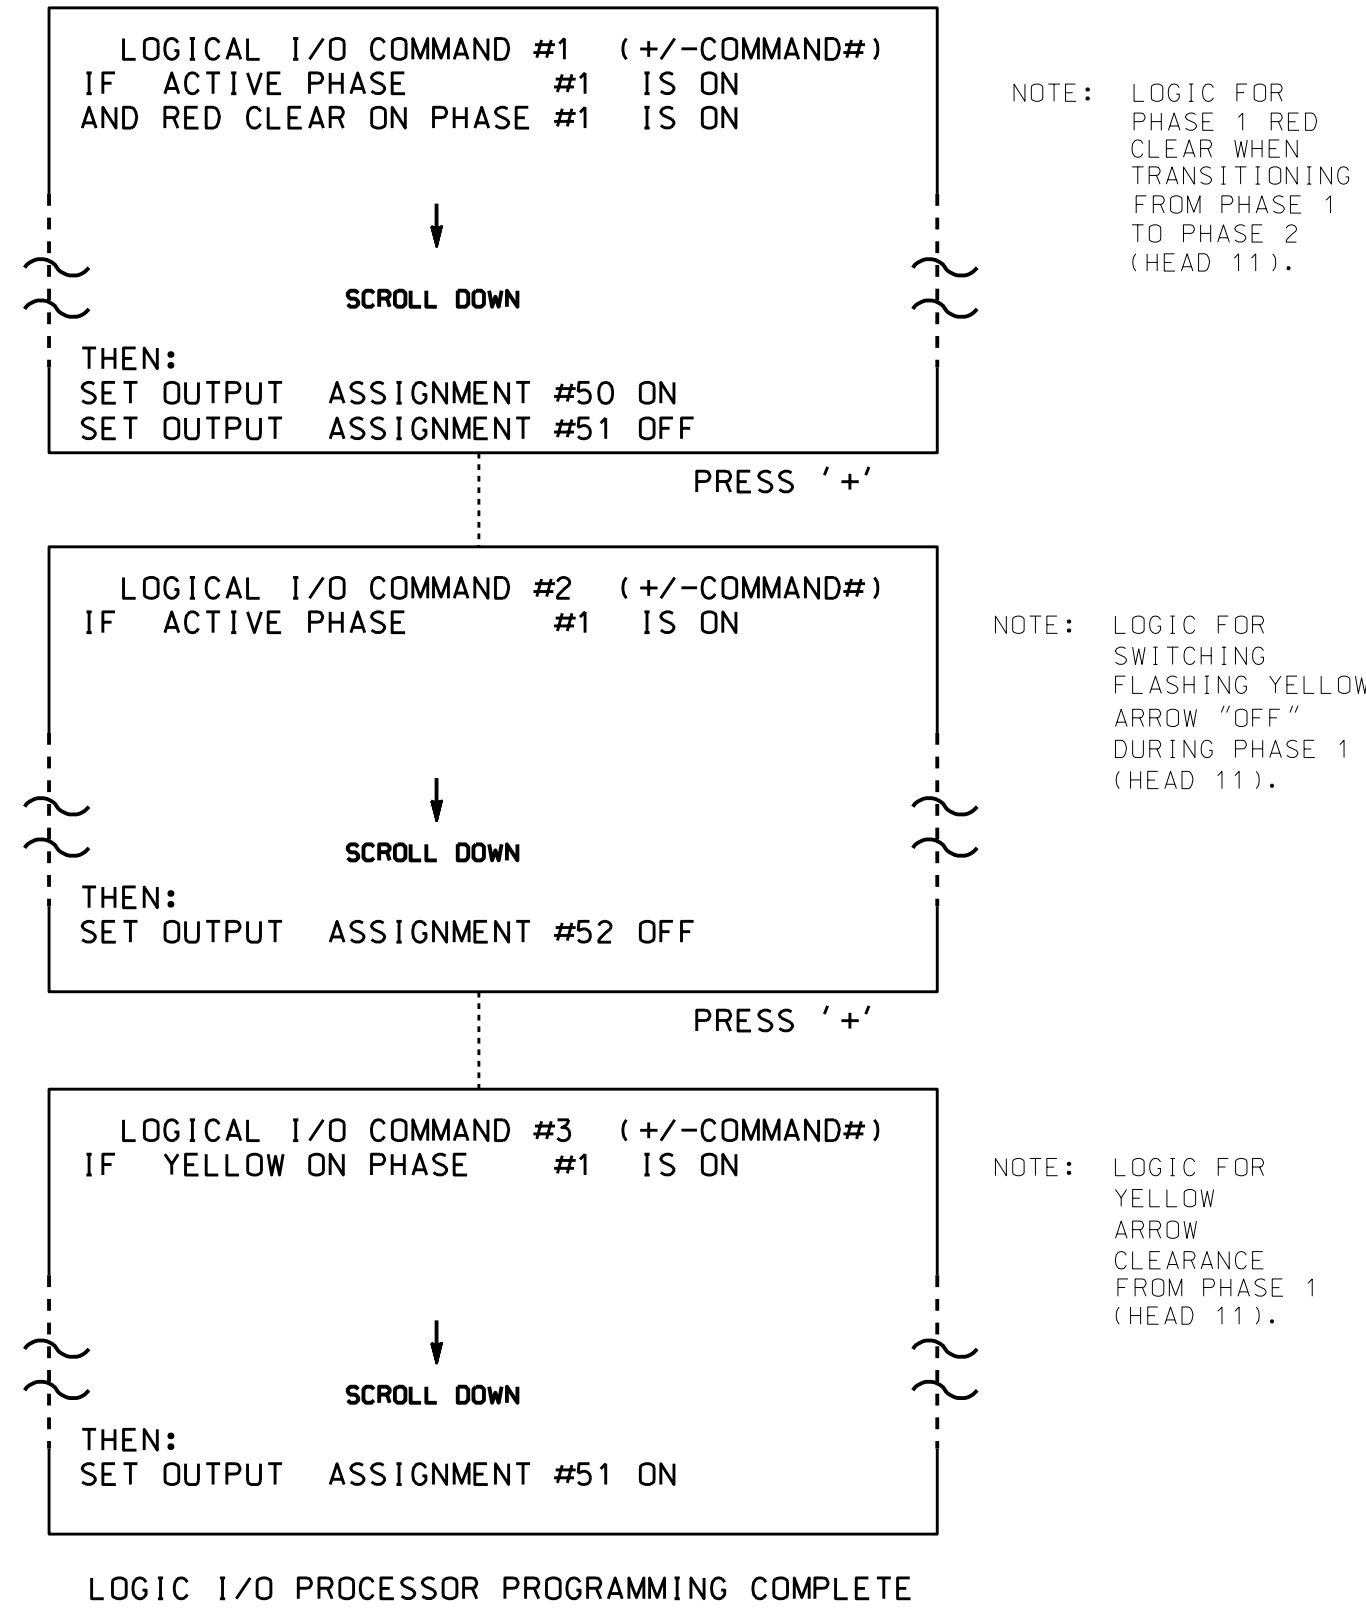 LOGICAL I/O COMMAND #1 (+/-COMMAND#)
IF ACTIVE PHASE #1 IS ON
AND RED CLEAR ON PHASE #1 IS ON
SCROLL DOWN
THEN:
SET OUTPUT ASSIGNMENT #50 ON
SET OUTPUT ASSIGNMENT #51 OFF
NOTE: LOGIC FOR
PHASE 1 RED
CLEAR WHEN
TRANSITIONING
FROM PHASE 1
TO PHASE 2
(HEAD 11).
PRESS '+'
LOGICAL I/O COMMAND #2 (+/-COMMAND#)
IF ACTIVE PHASE #1 IS ON
SCROLL DOWN
THEN:
SET OUTPUT ASSIGNMENT #52 OFF
NOTE: LOGIC FOR
SWITCHING
FLASHING YELLOW
ARROW "OFF"
DURING PHASE 1
(HEAD 11).
PRESS '+'
LOGICAL I/O COMMAND #3 (+/-COMMAND#)
IF YELLOW ON PHASE #1 IS ON
SCROLL DOWN
THEN:
SET OUTPUT ASSIGNMENT #51 ON
NOTE: LOGIC FOR
YELLOW
ARROW
CLEARANCE
FROM PHASE 1
(HEAD 11).
LOGIC I/O PROCESSOR PROGRAMMING COMPLETE